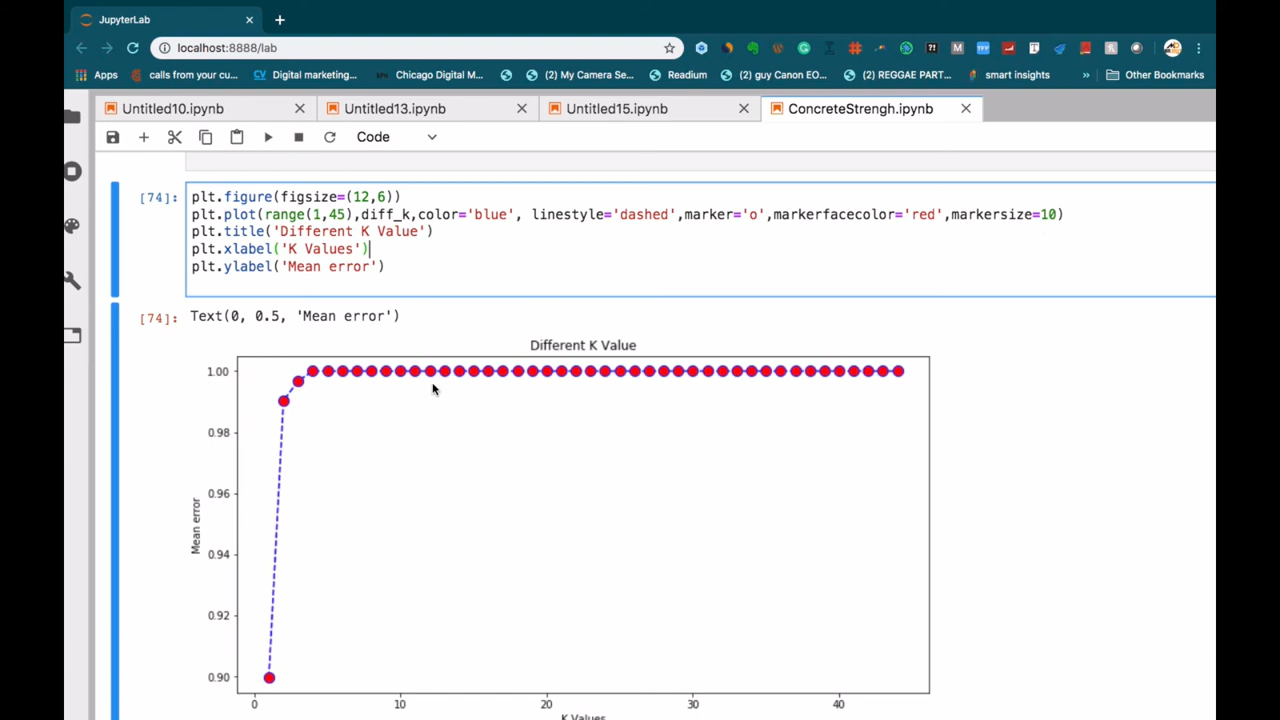 JupyterLab
localhost:8888/lab
Apps
calls from your cu...
CV Digital marketing...
Chicago Digital M...
(2) My Camera Se...
Readium
(2) guy Canon EO...
(2) REGGAE PART...
smart insights
»
Other Bookmarks
Untitled10.ipynb
Untitled13.ipynb
Untitled15.ipynb
ConcreteStrengh.ipynb
Code
[74]:
plt.figure(figsize=(12,6))
plt.plot(range(1,45),diff_k,color='blue', linestyle='dashed',marker='o',markerfacecolor='red',markersize=10)
plt.title('Different K Value')
plt.xlabel('K Values')
plt.ylabel('Mean error')
[74]:
Text(0, 0.5, 'Mean error')
Different K Value
1.00
0.98
0.96
0.94
0.92
0.90
Mean error
0
10
20
30
40
K Values